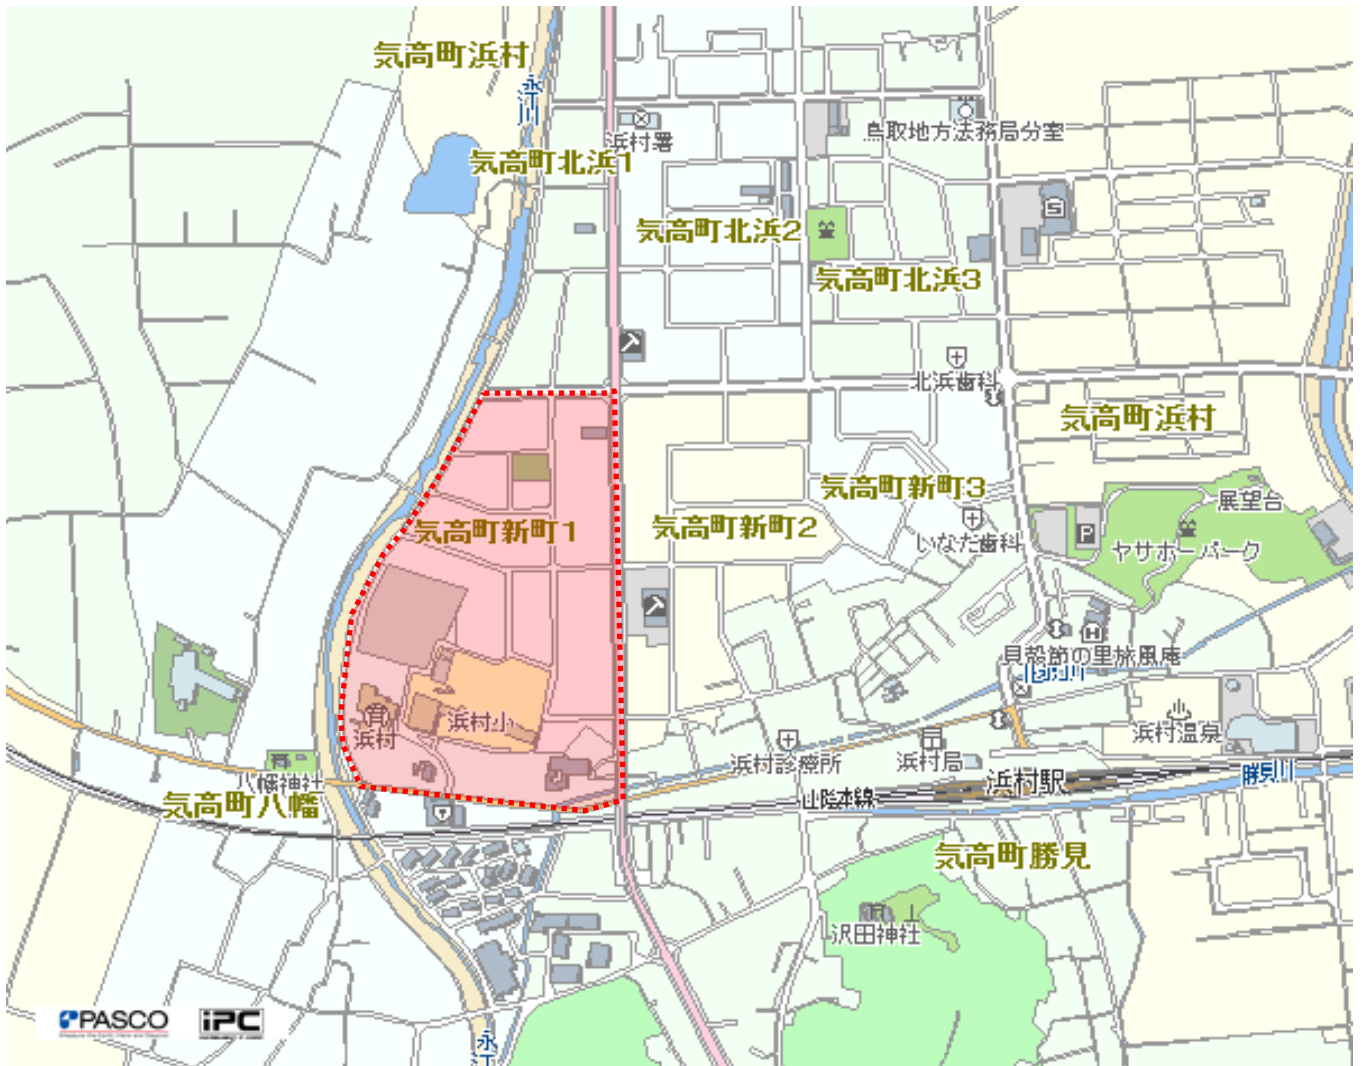 気高町浜村
永江川
気高町北浜1
浜村署
鳥取地方法務局分室
気高町北浜2
気高町北浜3
北浜歯科
気高町浜村
気高町新町3
展望台
気高町新町1
気高町新町2
いなだ歯科
P
ヤサホーパーク
H
貝殻節の里旅風庵
浜村小
浜村
浜村温泉
浜村診療所
浜村局
八幡神社
浜村駅
勝見川
気高町八幡
山陰本線
気高町勝見
沢田神社
PASCO
iPC
永江